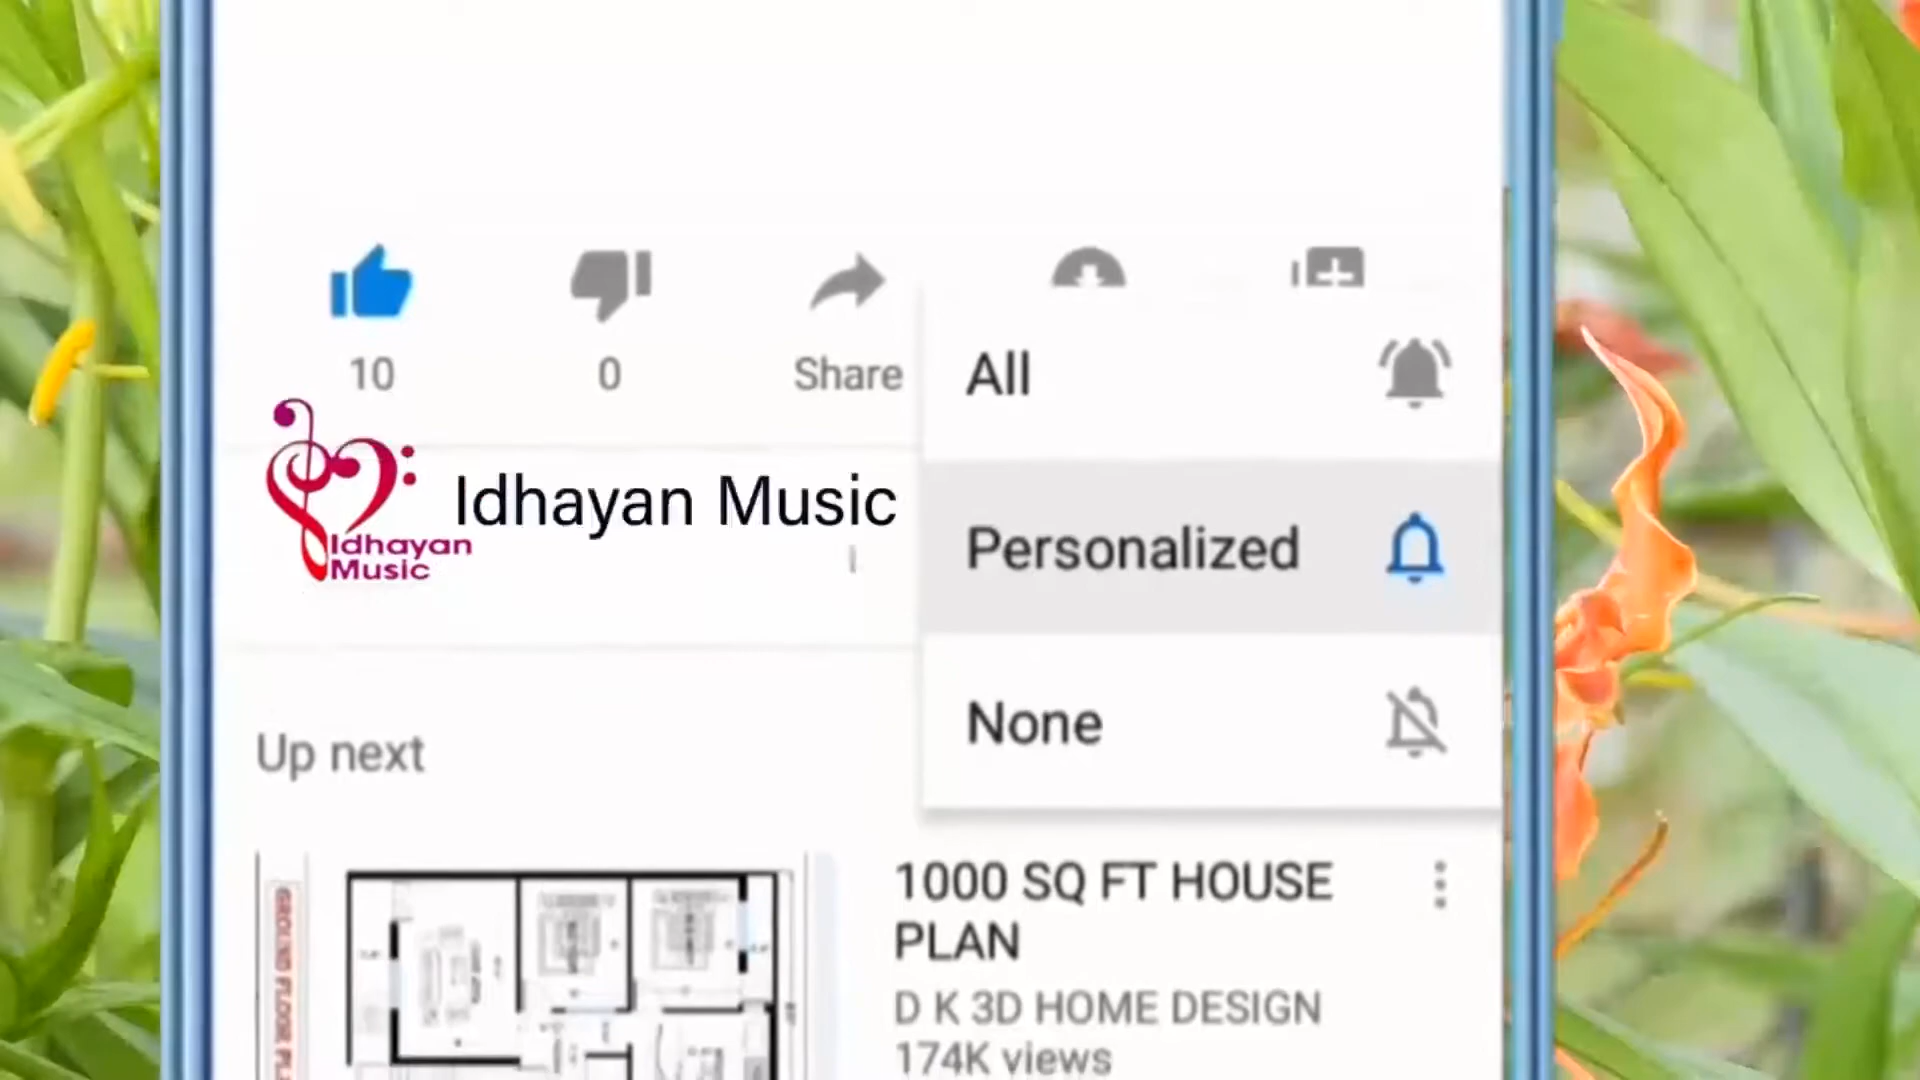 10
0
Share
All
Idhayan Music
Idhayan
Music
Personalized
None
Up next
1000 SQ FT HOUSE
PLAN
D K 3D HOME DESIGN
174K views